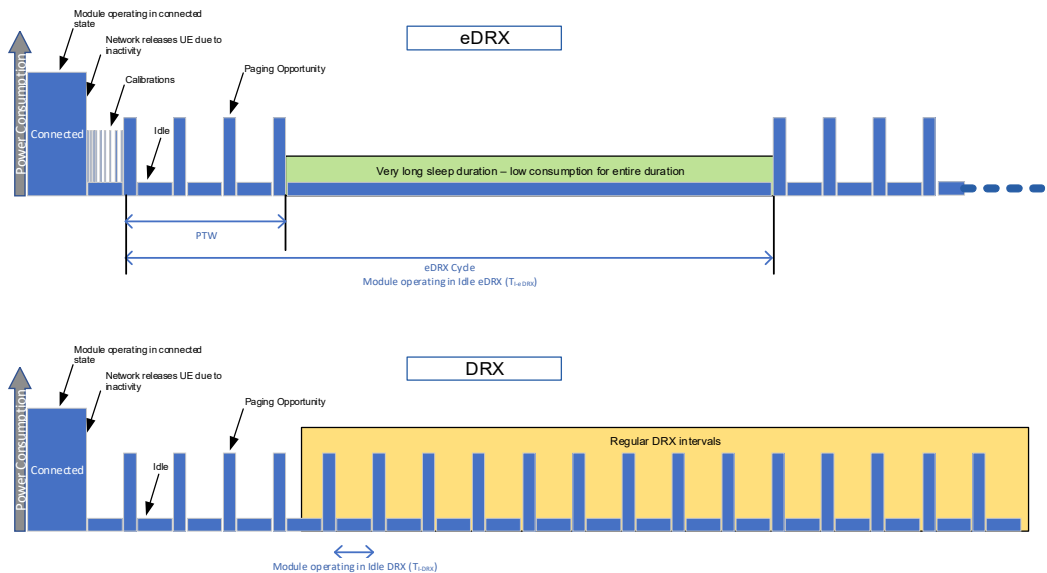 Module operating in connected
state
eDRX
Network releases UE due to
inactivity
Paging Opportunity
Calibrations
Power Consumption
Connected
Idle
Very long sleep duration – low consumption for entire duration
PTW
eDRX Cycle
Module operating in Idle eDRX (TI-eDRX)
Module operating in connected
state
DRX
Network releases UE due to
inactivity
Paging Opportunity
Power Consumption
Regular DRX intervals
Connected
Idle
Module operating in Idle DRX (TI-DRX)